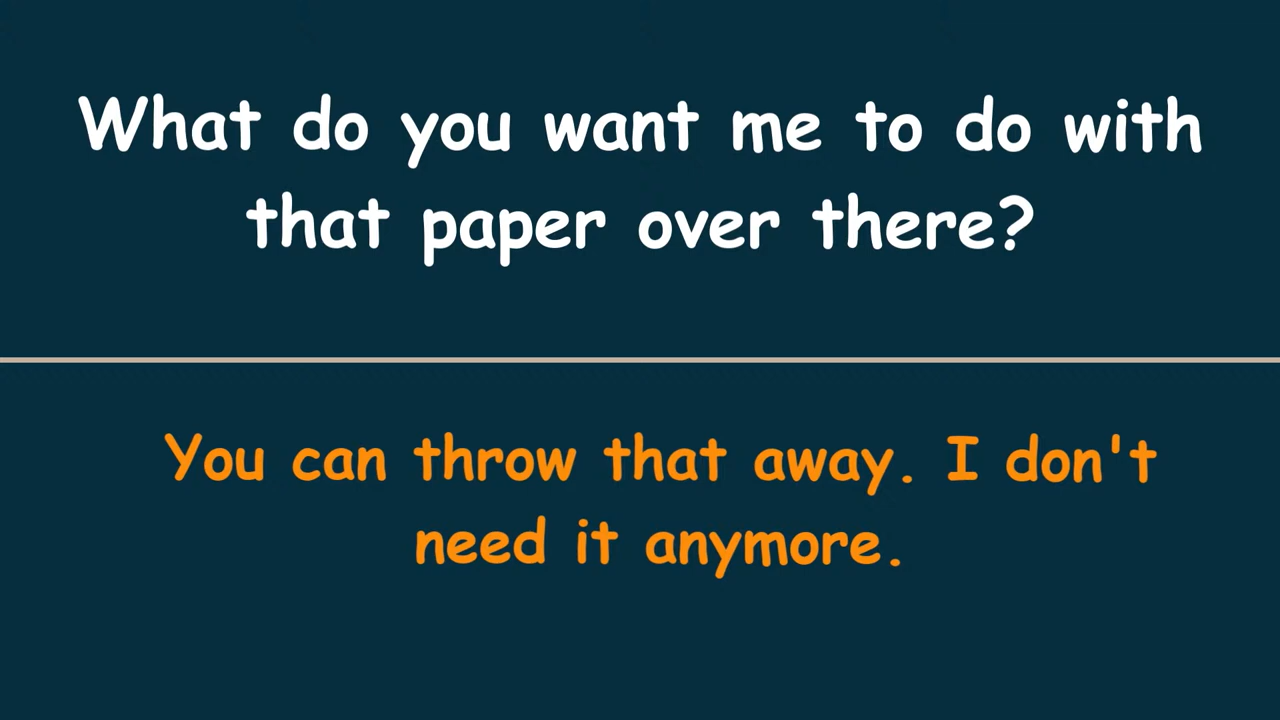 What do you want me to do with
that paper over there?
You can throw that away. I don't
need it anymore.